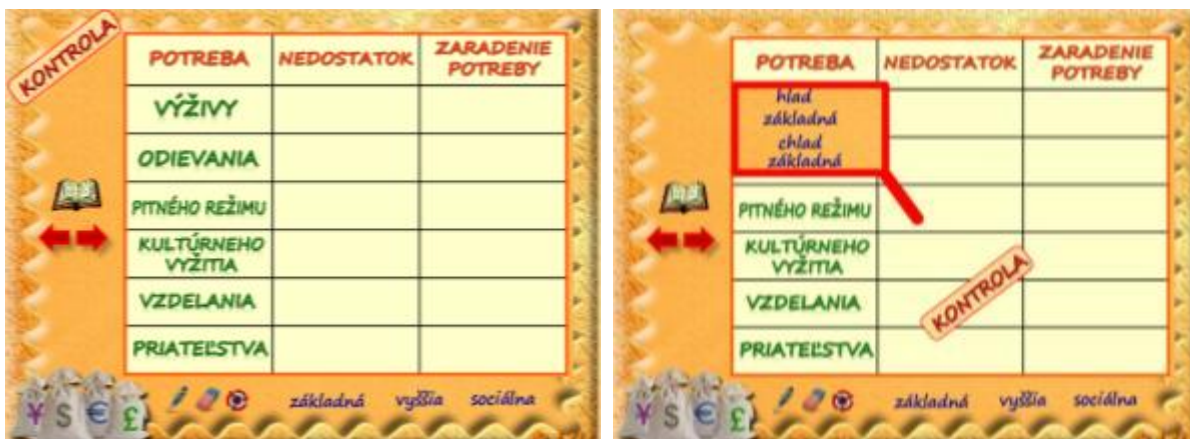 KONTROLA
POTREBA NEDOSTATOK ZARADENIE POTREBY
VÝŽIVY
ODIEVANIA
PITNÉHO REŽIMU
KULTÚRNEHO
VYŽITIA
VZDELANIA
PRIATEĽSTVA
¥ $ € £
základná vyššia sociálna
POTREBA NEDOSTATOK ZARADENIE POTREBY
hlad
základná
chlad
základná
PITNÉHO REŽIMU
KULTÚRNEHO
VYŽITIA
KONTROLA
VZDELANIA
PRIATEĽSTVA
¥ $ € £
základná vyššia sociálna